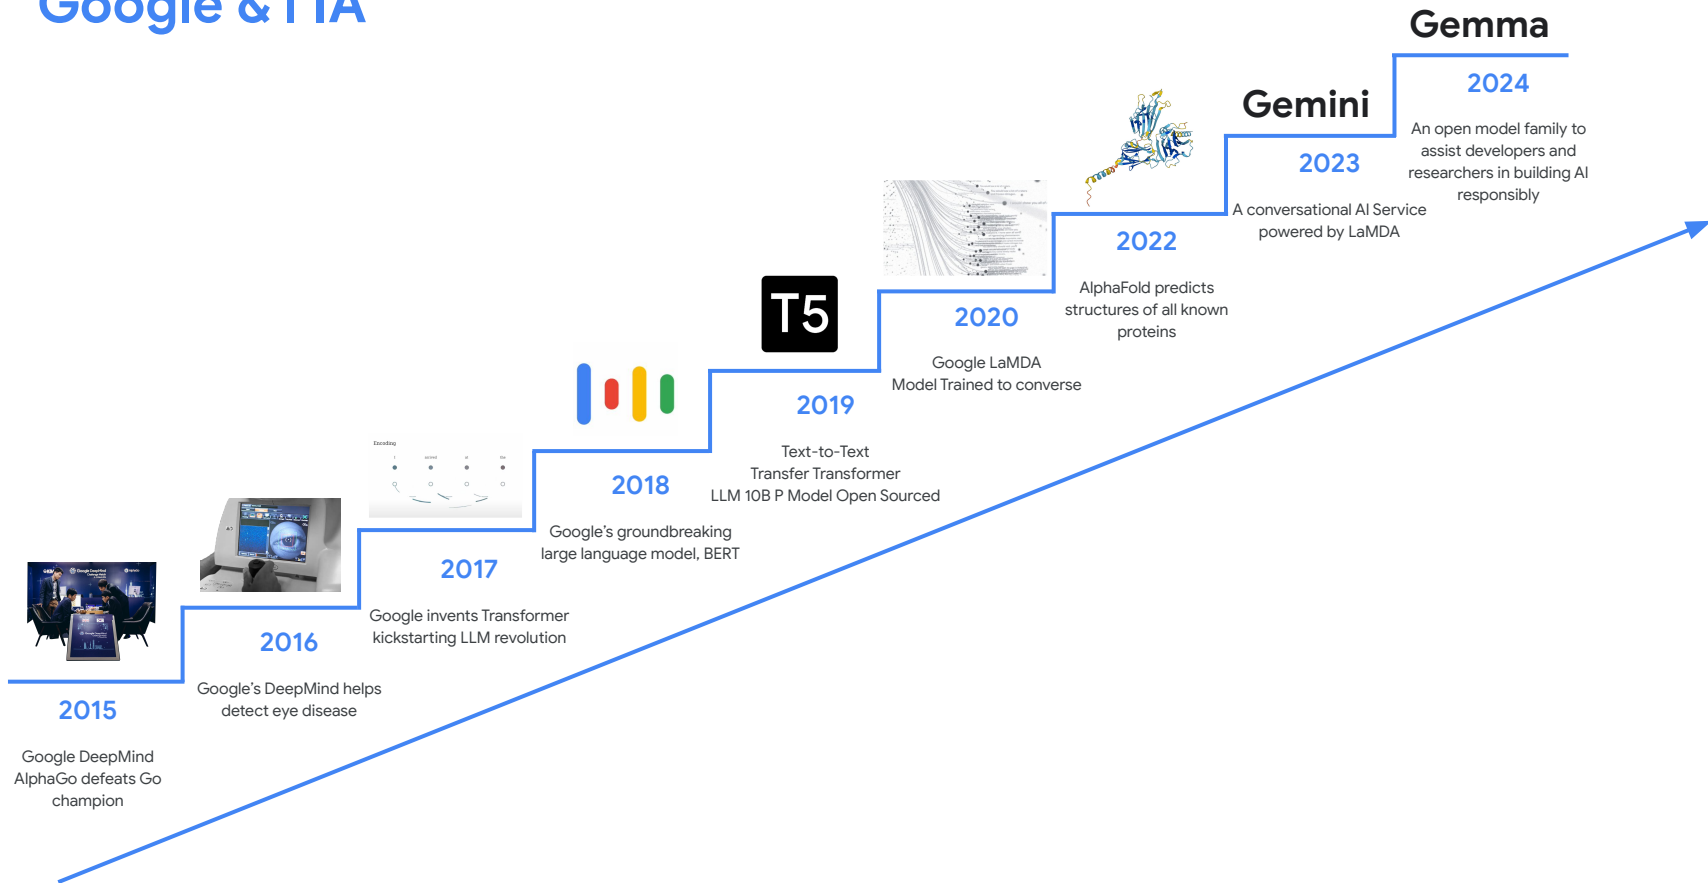 Google & l'IA
Gemma
2024
An open model family to
assist developers and
researchers in building AI
responsibly
Gemini
2023
A conversational AI Service
powered by LaMDA
2022
AlphaFold predicts
structures of all known
proteins
2020
Google LaMDA
Model Trained to converse
T5
2019
Text-to-Text
Transfer Transformer
LLM 10B P Model Open Sourced
2018
Google’s groundbreaking
large language model, BERT
Encoding
2017
Google invents Transformer
kickstarting LLM revolution
2016
Google’s DeepMind helps
detect eye disease
Google DeepMind
2015
Google DeepMind
AlphaGo defeats Go
champion